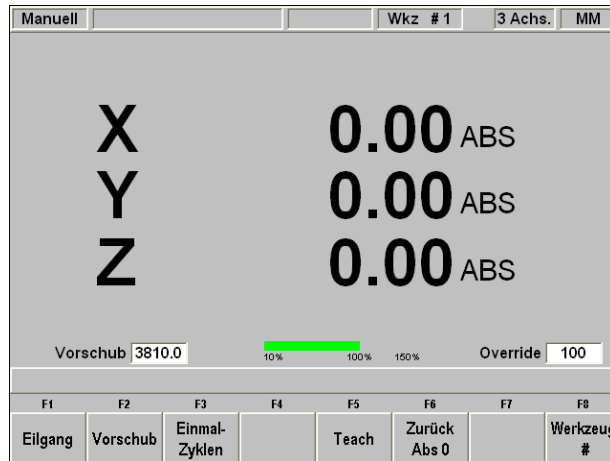 Manuell Wkz # 1 3 Achs. MM
X 0.00 ABS
Y 0.00 ABS
Z 0.00 ABS
Vorschub 3810.0 10% 100% 150% Override 100
F1 F2 F3 F4 F5 F6 F7 F8
Eilgang Vorschub Einmal- Teach Zurück Werkzeug
Zyklen Abs 0 #